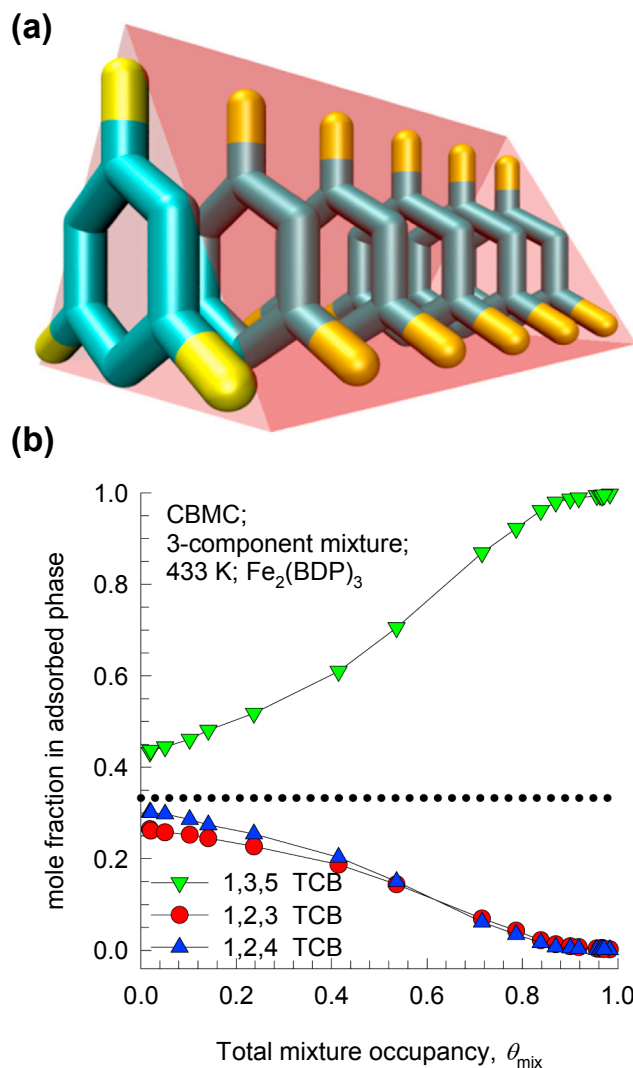 (a)
(b)
1.0
0.8
0.6
0.4
0.2
0.0
mole fraction in adsorbed phase
CBMC;
3-component mixture;
433 K; Fe₂(BDP)₃
1,3,5 TCB
1,2,3 TCB
1,2,4 TCB
0.0 0.2 0.4 0.6 0.8 1.0
Total mixture occupancy, θmix